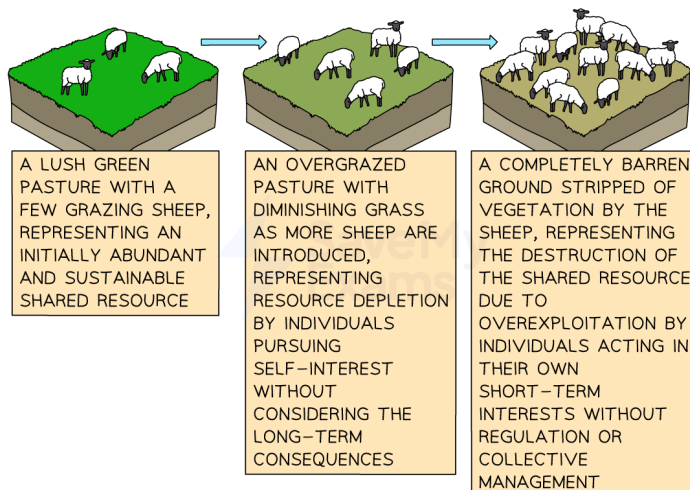 A LUSH GREEN
PASTURE WITH A
FEW GRAZING SHEEP,
REPRESENTING AN
INITIALLY ABUNDANT
AND SUSTAINABLE
SHARED RESOURCE
AN OVERGRAZED
PASTURE WITH
DIMINISHING GRASS
AS MORE SHEEP ARE
INTRODUCED,
REPRESENTING
RESOURCE DEPLETION
BY INDIVIDUALS
PURSUING
SELF-INTEREST
WITHOUT
CONSIDERING THE
LONG-TERM
CONSEQUENCES
A COMPLETELY BARREN
GROUND STRIPPED OF
VEGETATION BY THE
SHEEP, REPRESENTING
THE DESTRUCTION OF
THE SHARED RESOURCE
DUE TO
OVEREXPLOITATION BY
INDIVIDUALS ACTING IN
THEIR OWN
SHORT-TERM
INTERESTS WITHOUT
REGULATION OR
COLLECTIVE
MANAGEMENT
SaveMy
Exams